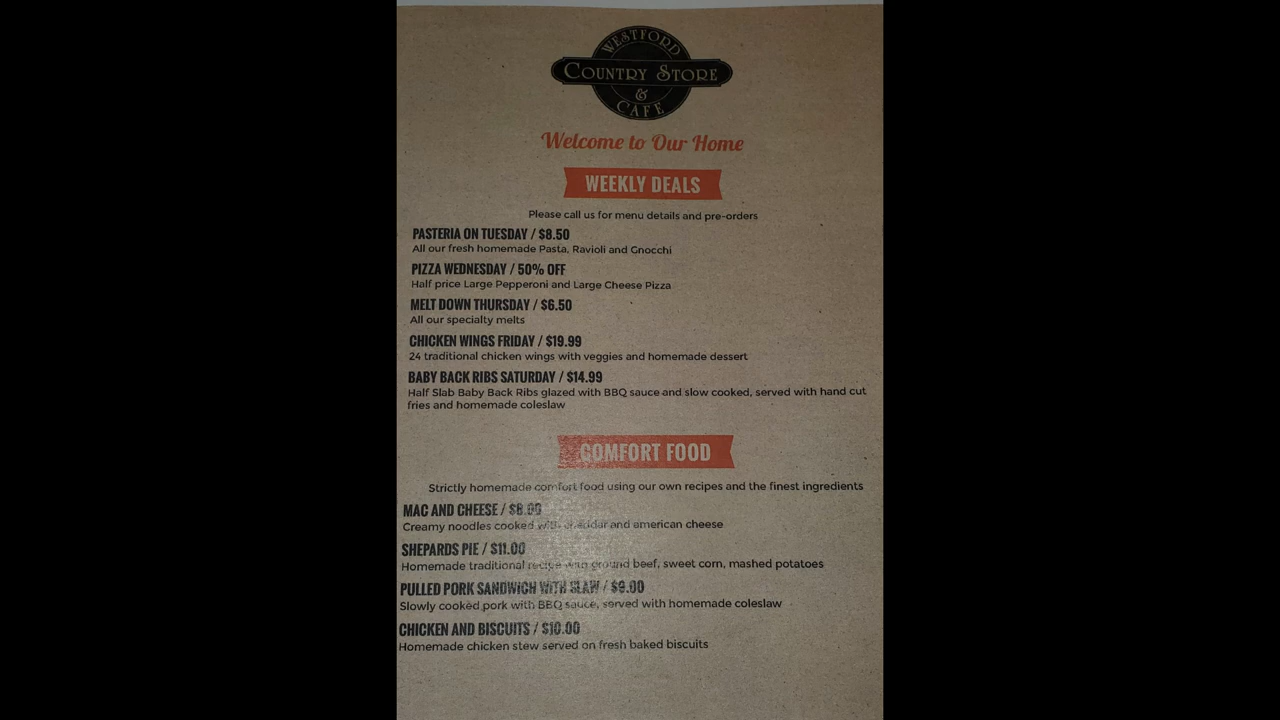 WESTFORD
COUNTRY STORE
&
CAFE
Welcome to Our Home
WEEKLY DEALS
Please call us for menu details and pre-orders
PASTERIA ON TUESDAY / $8.50
All our fresh homemade Pasta, Ravioli and Gnocchi
PIZZA WEDNESDAY / 50% OFF
Half price Large Pepperoni and Large Cheese Pizza
MELT DOWN THURSDAY / $6.50
All our specialty melts
CHICKEN WINGS FRIDAY / $19.99
24 traditional chicken wings with veggies and homemade dessert
BABY BACK RIBS SATURDAY / $14.99
Half Slab Baby Back Ribs glazed with BBQ sauce and slow cooked, served with hand cut
fries and homemade coleslaw
COMFORT FOOD
Strictly homemade comfort food using our own recipes and the finest ingredients
MAC AND CHEESE / $8.00
Creamy noodles cooked with cheddar and american cheese
SHEPARDS PIE / $11.00
Homemade traditional recipe with ground beef, sweet corn, mashed potatoes
PULLED PORK SANDWICH WITH SLAW / $9.00
Slowly cooked pork with BBQ sauce, served with homemade coleslaw
CHICKEN AND BISCUITS / $10.00
Homemade chicken stew served on fresh baked biscuits